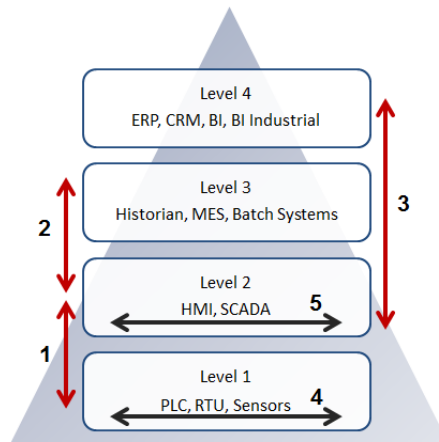 Level 4
ERP, CRM, BI, BI Industrial
Level 3
Historian, MES, Batch Systems
2
3
Level 2
HMI, SCADA
5
1
Level 1
PLC, RTU, Sensors
4